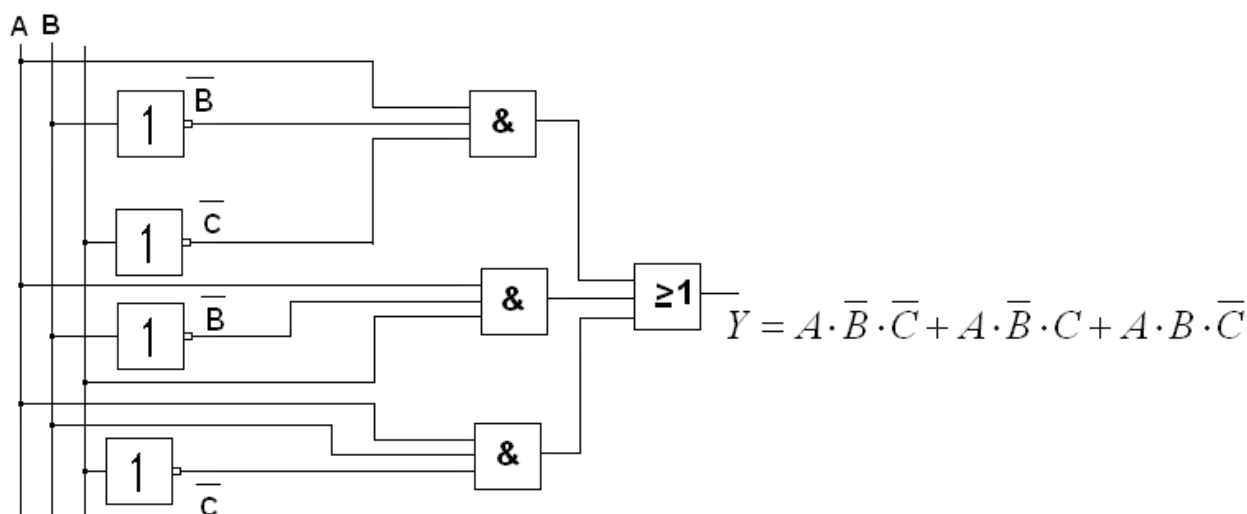 A B
1 B̅
&
1 C̅
&
≥1
1 B̅
Y = A·B̅·C̅ + A·B̅·C + A·B·C̅
&
1 C̅